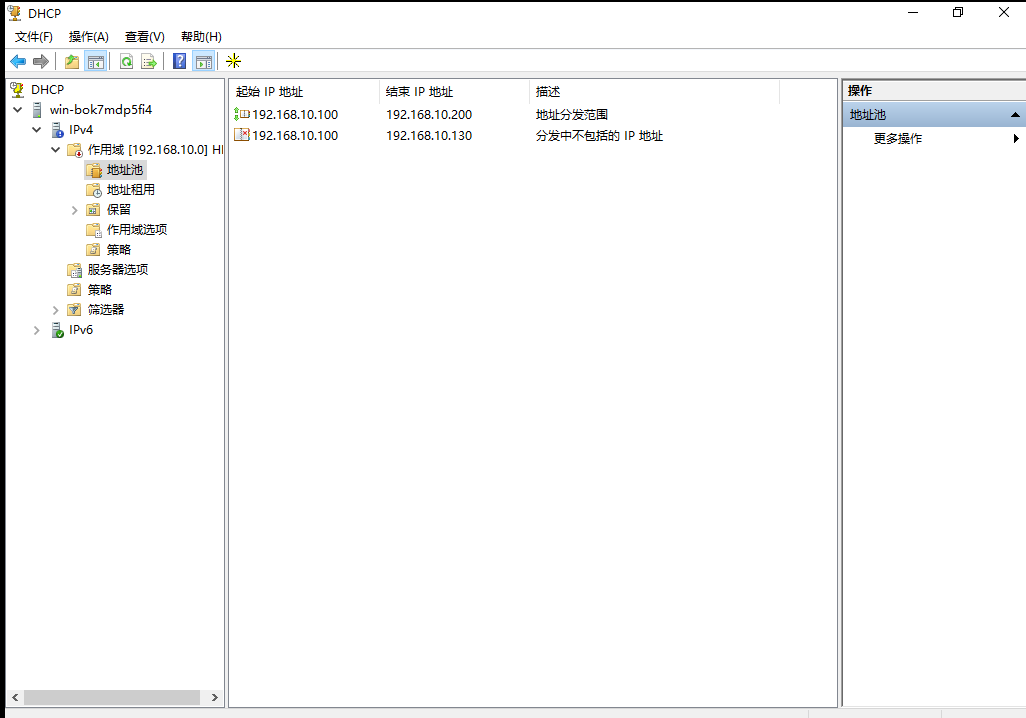 DHCP
文件(F) 操作(A) 查看(V) 帮助(H)
DHCP
win-bok7mdp5fi4
IPv4
作用域 [192.168.10.0] H
地址池
地址租用
保留
作用域选项
策略
服务器选项
策略
筛选器
IPv6
起始 IP 地址 结束 IP 地址 描述
192.168.10.100 192.168.10.200 地址分发范围
192.168.10.100 192.168.10.130 分发中不包括的 IP 地址
操作
地址池
更多操作